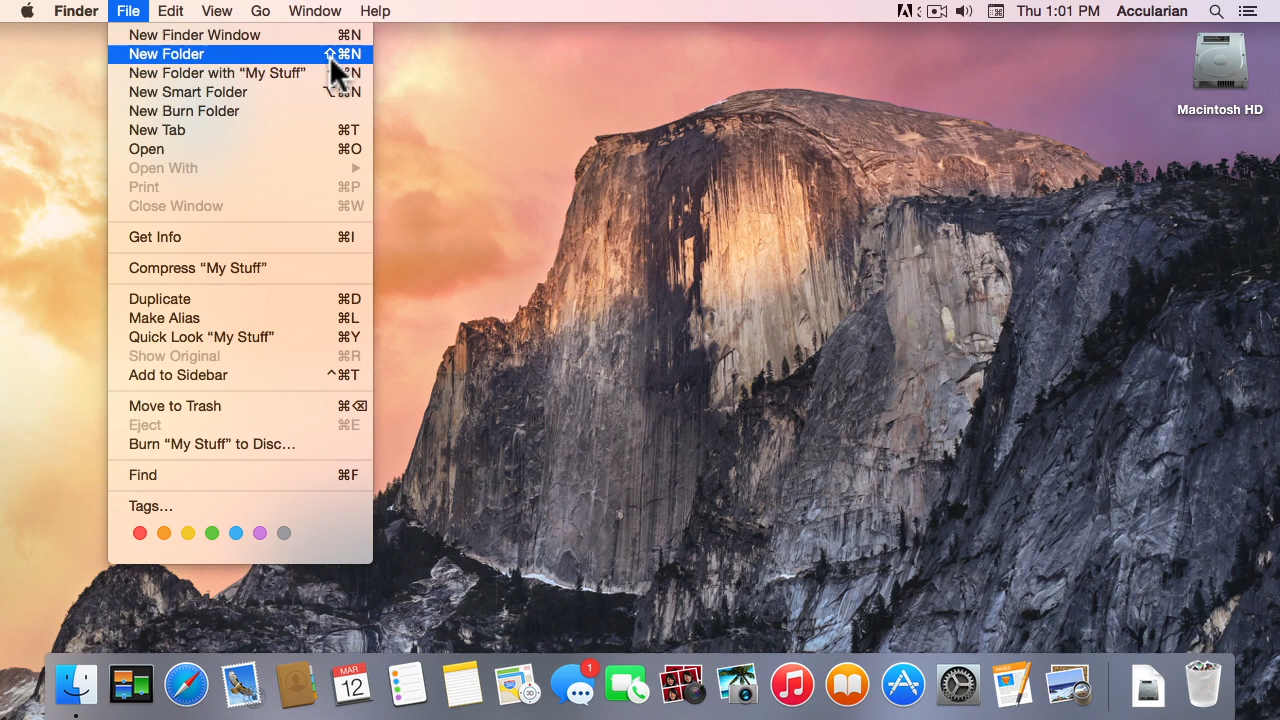 Finder File Edit View Go Window Help Thu 1:01 PM Accularian
New Finder Window ⌘N
New Folder ⇧⌘N
New Folder with “My Stuff” ⌘N
New Smart Folder ⌥⌘N
New Burn Folder
New Tab ⌘T
Open ⌘O
Open With
Print ⌘P
Close Window ⌘W
Get Info ⌘I
Compress “My Stuff”
Duplicate ⌘D
Make Alias ⌘L
Quick Look “My Stuff” ⌘Y
Show Original ⌘R
Add to Sidebar ^⌘T
Move to Trash ⌘⌫
Eject ⌘E
Burn “My Stuff” to Disc…
Find ⌘F
Tags…
Macintosh HD
MAR
12
3D
1
PAGES